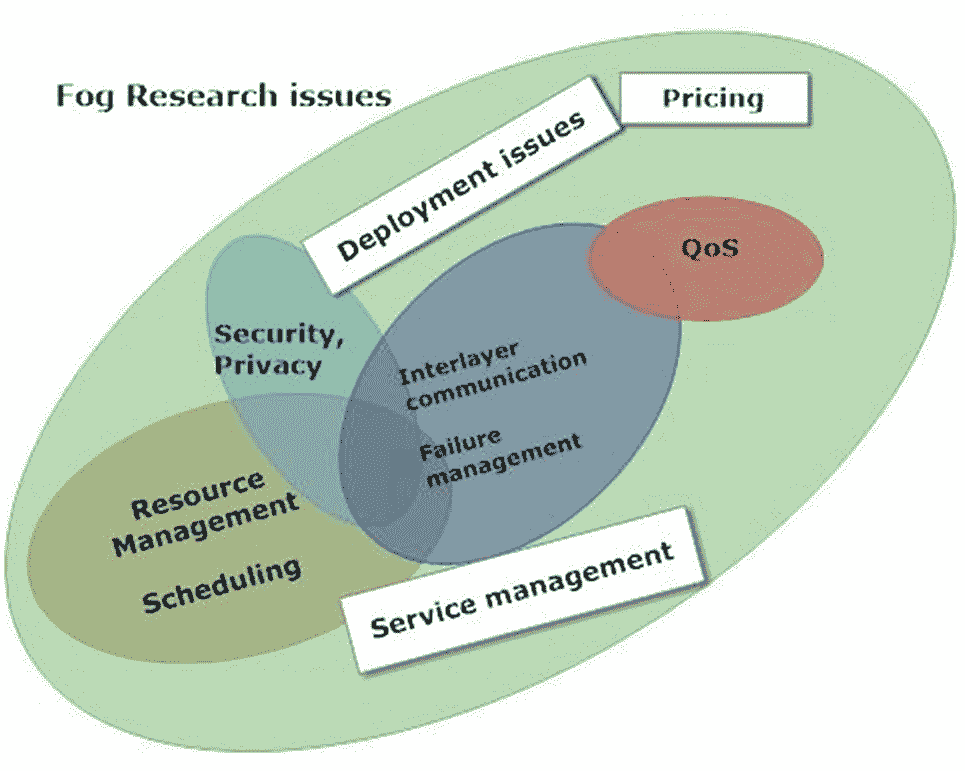 Fog Research issues
Pricing
Deployment issues
QoS
Security,
Privacy
Interlayer
communication
Failure
management
Resource
Management
Scheduling
Service management